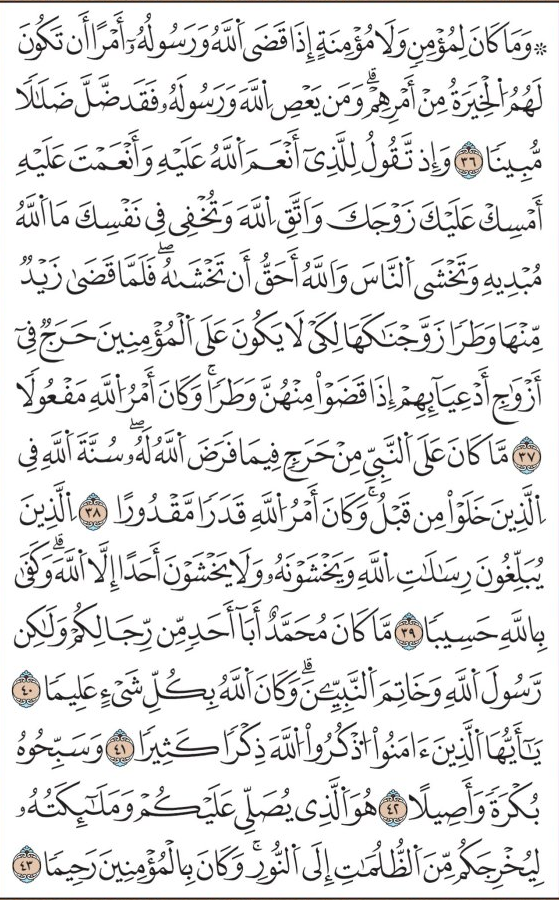 ۞ وَمَا كَانَ لِمُؤْمِنٍ وَلَا مُؤْمِنَةٍ إِذَا قَضَى ٱللَّهُ وَرَسُولُهُۥٓ أَمْرًا أَن تَكُونَ
لَهُمُ ٱلْخِيَرَةُ مِنْ أَمْرِهِمْۗ وَمَن يَعْصِ ٱللَّهَ وَرَسُولَهُۥ فَقَدْ ضَلَّ ضَلَٰلًا
مُّبِينًا ٣٦ وَإِذْ تَقُولُ لِلَّذِىٓ أَنْعَمَ ٱللَّهُ عَلَيْهِ وَأَنْعَمْتَ عَلَيْهِ
أَمْسِكْ عَلَيْكَ زَوْجَكَ وَٱتَّقِ ٱللَّهَ وَتُخْفِى فِى نَفْسِكَ مَا ٱللَّهُ
مُبْدِيهِ وَتَخْشَى ٱلنَّاسَ وَٱللَّهُ أَحَقُّ أَن تَخْشَىٰهُۖ فَلَمَّا قَضَىٰ زَيْدٌ
مِّنْهَا وَطَرًا زَوَّجْنَٰكَهَا لِكَىْ لَا يَكُونَ عَلَى ٱلْمُؤْمِنِينَ حَرَجٌ فِىٓ
أَزْوَٰجِ أَدْعِيَآئِهِمْ إِذَا قَضَوْا۟ مِنْهُنَّ وَطَرًاۚ وَكَانَ أَمْرُ ٱللَّهِ مَفْعُولًا
٣٧ مَّا كَانَ عَلَى ٱلنَّبِىِّ مِنْ حَرَجٍ فِيمَا فَرَضَ ٱللَّهُ لَهُۥۖ سُنَّةَ ٱللَّهِ فِى
ٱلَّذِينَ خَلَوْا۟ مِن قَبْلُۚ وَكَانَ أَمْرُ ٱللَّهِ قَدَرًا مَّقْدُورًا ٣٨ ٱلَّذِينَ
يُبَلِّغُونَ رِسَٰلَٰتِ ٱللَّهِ وَيَخْشَوْنَهُۥ وَلَا يَخْشَوْنَ أَحَدًا إِلَّا ٱللَّهَۗ وَكَفَىٰ
بِٱللَّهِ حَسِيبًا ٣٩ مَّا كَانَ مُحَمَّدٌ أَبَآ أَحَدٍ مِّن رِّجَالِكُمْ وَلَٰكِن
رَّسُولَ ٱللَّهِ وَخَاتَمَ ٱلنَّبِيِّـۧنَۗ وَكَانَ ٱللَّهُ بِكُلِّ شَىْءٍ عَلِيمًا ٤٠
يَٰٓأَيُّهَا ٱلَّذِينَ ءَامَنُوا۟ ٱذْكُرُوا۟ ٱللَّهَ ذِكْرًا كَثِيرًا ٤١ وَسَبِّحُوهُ
بُكْرَةً وَأَصِيلًا ٤٢ هُوَ ٱلَّذِى يُصَلِّى عَلَيْكُمْ وَمَلَٰٓئِكَتُهُۥ
لِيُخْرِجَكُم مِّنَ ٱلظُّلُمَٰتِ إِلَى ٱلنُّورِۚ وَكَانَ بِٱلْمُؤْمِنِينَ رَحِيمًا ٤٣